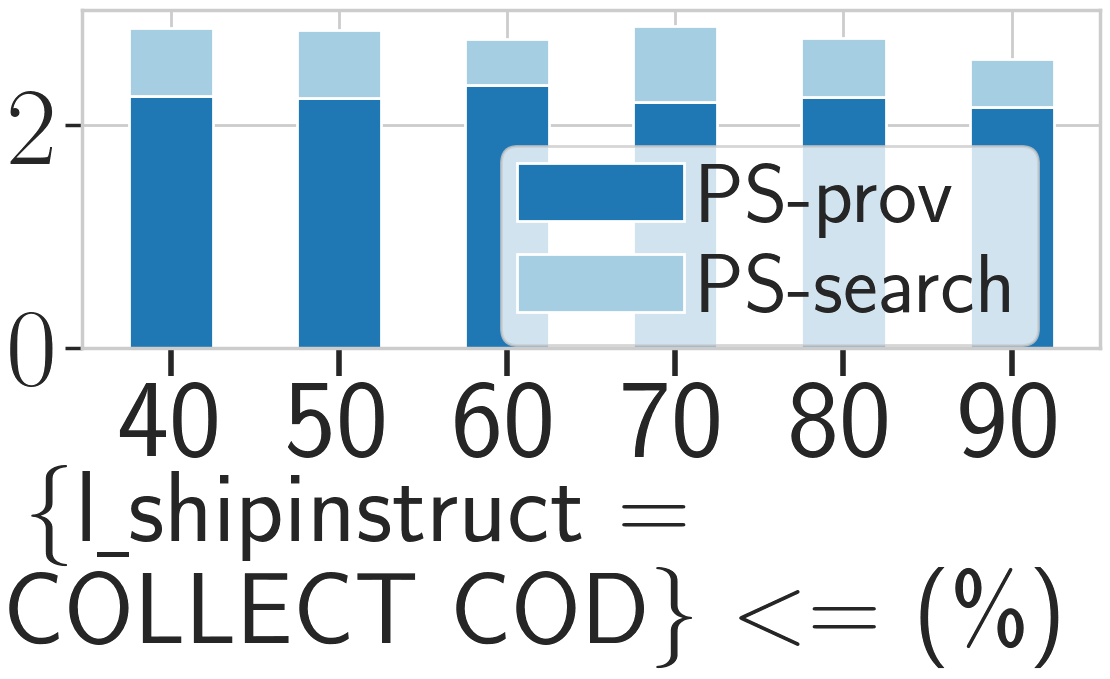 2
0
PS-prov
PS-search
40 50 60 70 80 90
{l_shipinstruct =
COLLECT COD} <= (%)